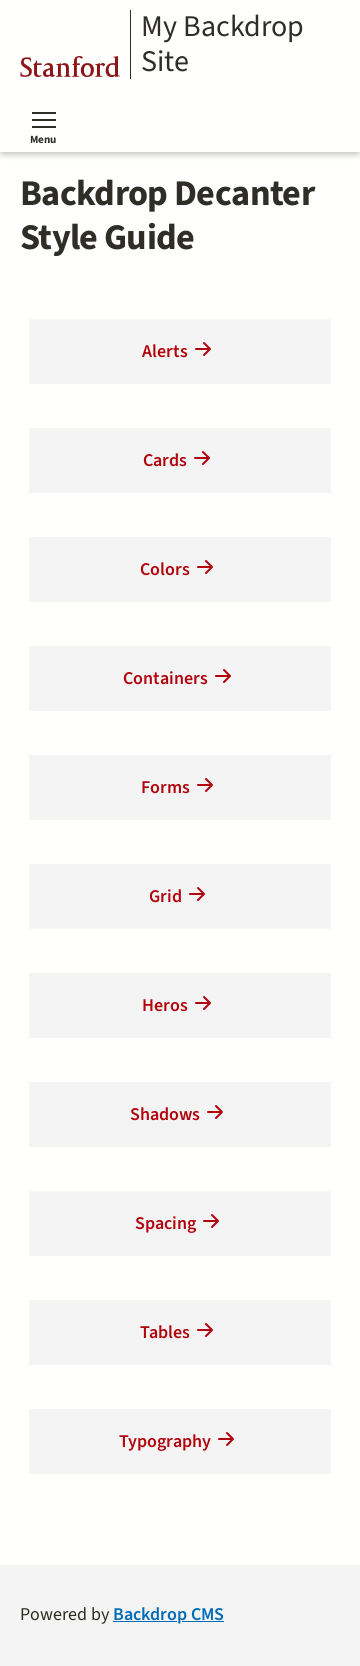 Stanford
My Backdrop
Site
Menu
Backdrop Decanter
Style Guide
Alerts
Cards
Colors
Containers
Forms
Grid
Heros
Shadows
Spacing
Tables
Typography
Powered by Backdrop CMS